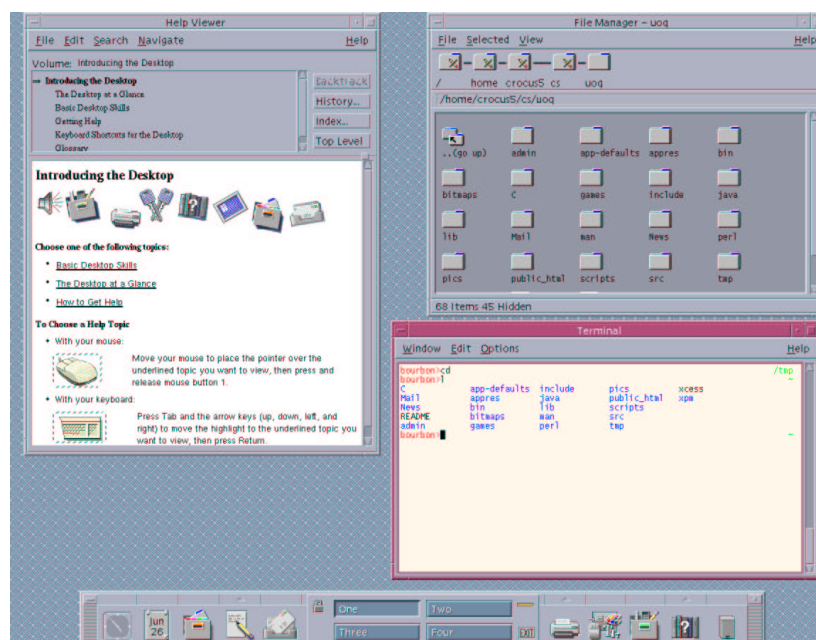 Help Viewer
File Edit Search Navigate Help
Volume: Introducing the Desktop
Introducing the Desktop
The Desktop at a Glance
Basic Desktop Skills
Getting Help
Keyboard Shortcuts for the Desktop
Glossary
Backtrack
History...
Index...
Top Level
Introducing the Desktop
Choose one of the following topics:
• Basic Desktop Skills
• The Desktop at a Glance
• How to Get Help
To Choose a Help Topic
• With your mouse:
Move your mouse to place the pointer over the
underlined topic you want to view, then press and
release mouse button 1.
• With your keyboard:
Press Tab and the arrow keys (up, down, left, and
right) to move the highlight to the underlined topic you
want to view, then press Return.
File Manager - uoq
File Selected View Help
/ home crocus5 cs uoq
/home/crocus5/cs/uoq
..(go up) admin app-defaults appres bin
bitmaps C games include java
lib Mail man News perl
pics public_html scripts src tmp
68 Items 45 Hidden
Terminal
Window Edit Options Help
bourbon>cd /tmp
bourbon>l ~
C app-defaults include pics xcess
Mail appres java public_html xpm
News bin lib scripts
README bitmaps man src
admin games perl tmp
bourbon> ~
Jun
26
One Two
Three Four
EXIT